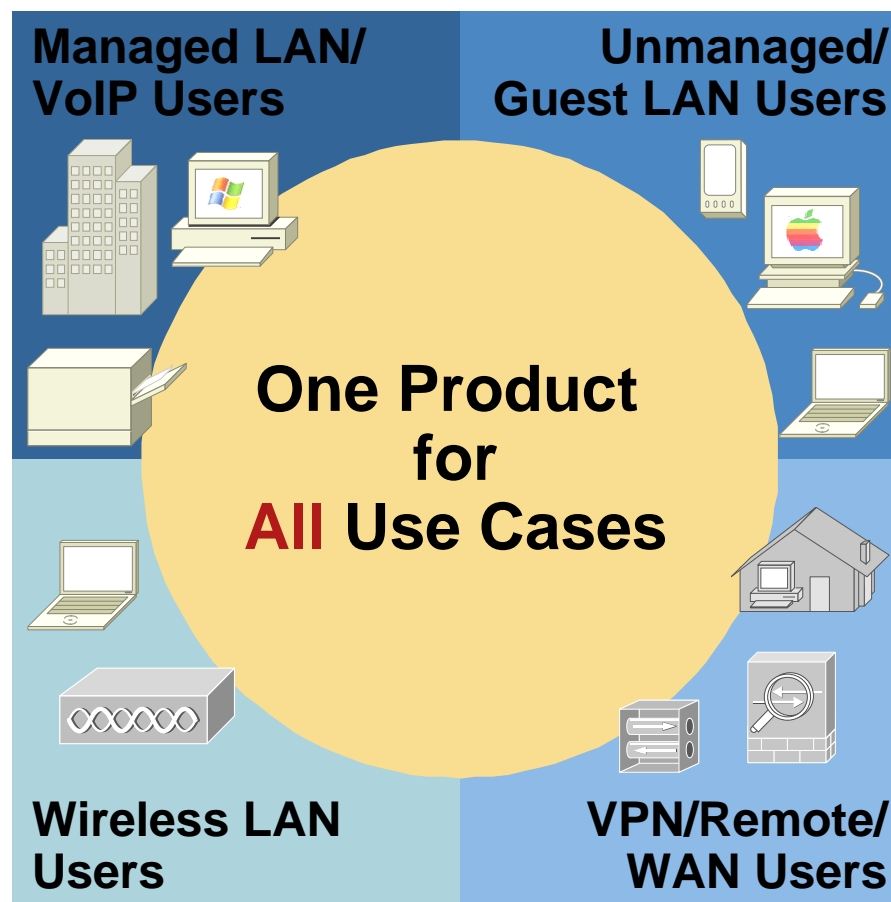 Managed LAN/
VoIP Users
Unmanaged/
Guest LAN Users
One Product
for
All Use Cases
Wireless LAN
Users
VPN/Remote/
WAN Users